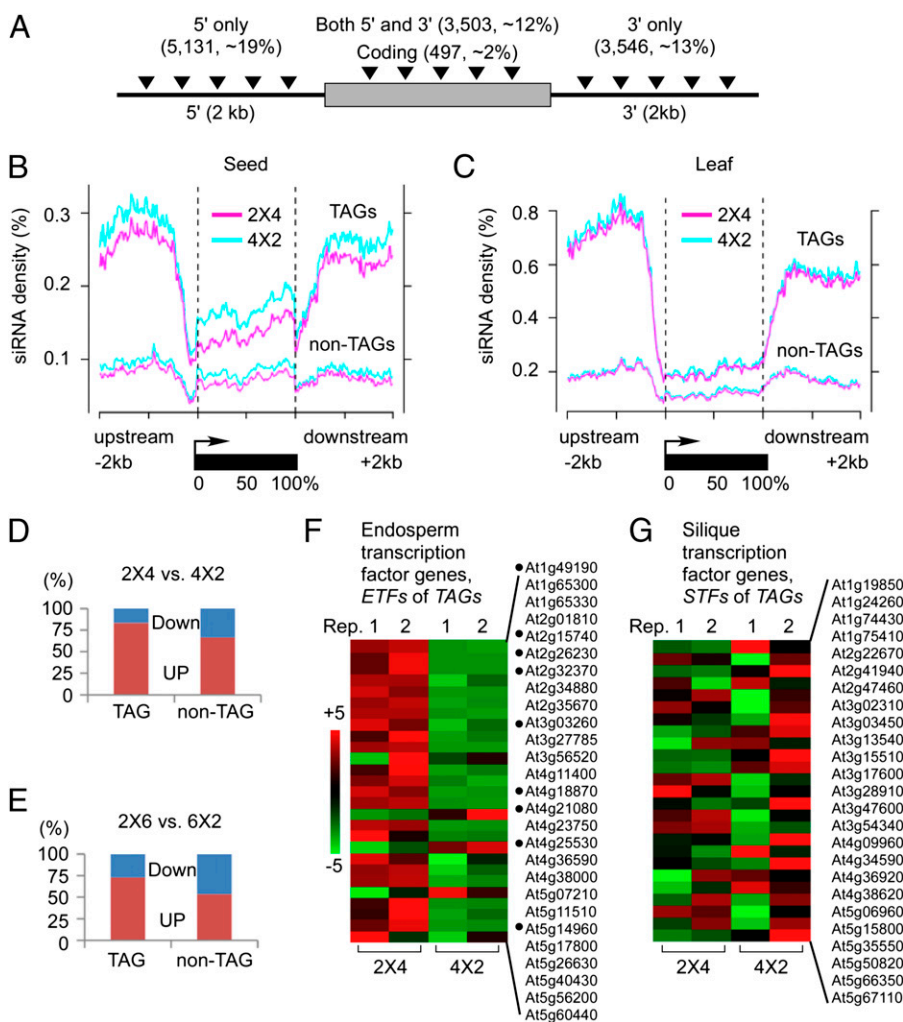 A
5' only
(5,131, ~19%)
Both 5' and 3' (3,503, ~12%)
Coding (497, ~2%)
3' only
(3,546, ~13%)
5' (2 kb)
3' (2kb)
B
Seed
siRNA density (%)
0.3
0.2
0.1
2X4
4X2
TAGs
non-TAGs
upstream
-2kb
downstream
+2kb
0 50 100%
C
Leaf
siRNA density (%)
0.8
0.6
0.4
0.2
2X4
4X2
TAGs
non-TAGs
upstream
-2kb
downstream
+2kb
0 50 100%
D
(%)
2X4 vs. 4X2
100
75
50
25
0
Down
UP
TAG
non-TAG
E
(%)
2X6 vs. 6X2
100
75
50
25
0
Down
UP
TAG
non-TAG
F
Endosperm
transcription
factor genes,
ETFs of TAGs
Rep. 1 2 1 2
+5
-5
2X4
4X2
At1g49190
At1g65300
At1g65330
At2g01810
At2g15740
At2g26230
At2g32370
At2g34880
At2g35670
At3g03260
At3g27785
At3g56520
At4g11400
At4g18870
At4g21080
At4g23750
At4g25530
At4g36590
At4g38000
At5g07210
At5g11510
At5g14960
At5g17800
At5g26630
At5g40430
At5g56200
At5g60440
G
Silique
transcription
factor genes,
STFs of TAGs
Rep. 1 2 1 2
2X4
4X2
At1g19850
At1g24260
At1g74430
At1g75410
At2g22670
At2g41940
At2g47460
At3g02310
At3g03450
At3g13540
At3g15510
At3g17600
At3g28910
At3g47600
At3g54340
At4g09960
At4g34590
At4g36920
At4g38620
At5g06960
At5g15800
At5g35550
At5g50820
At5g66350
At5g67110